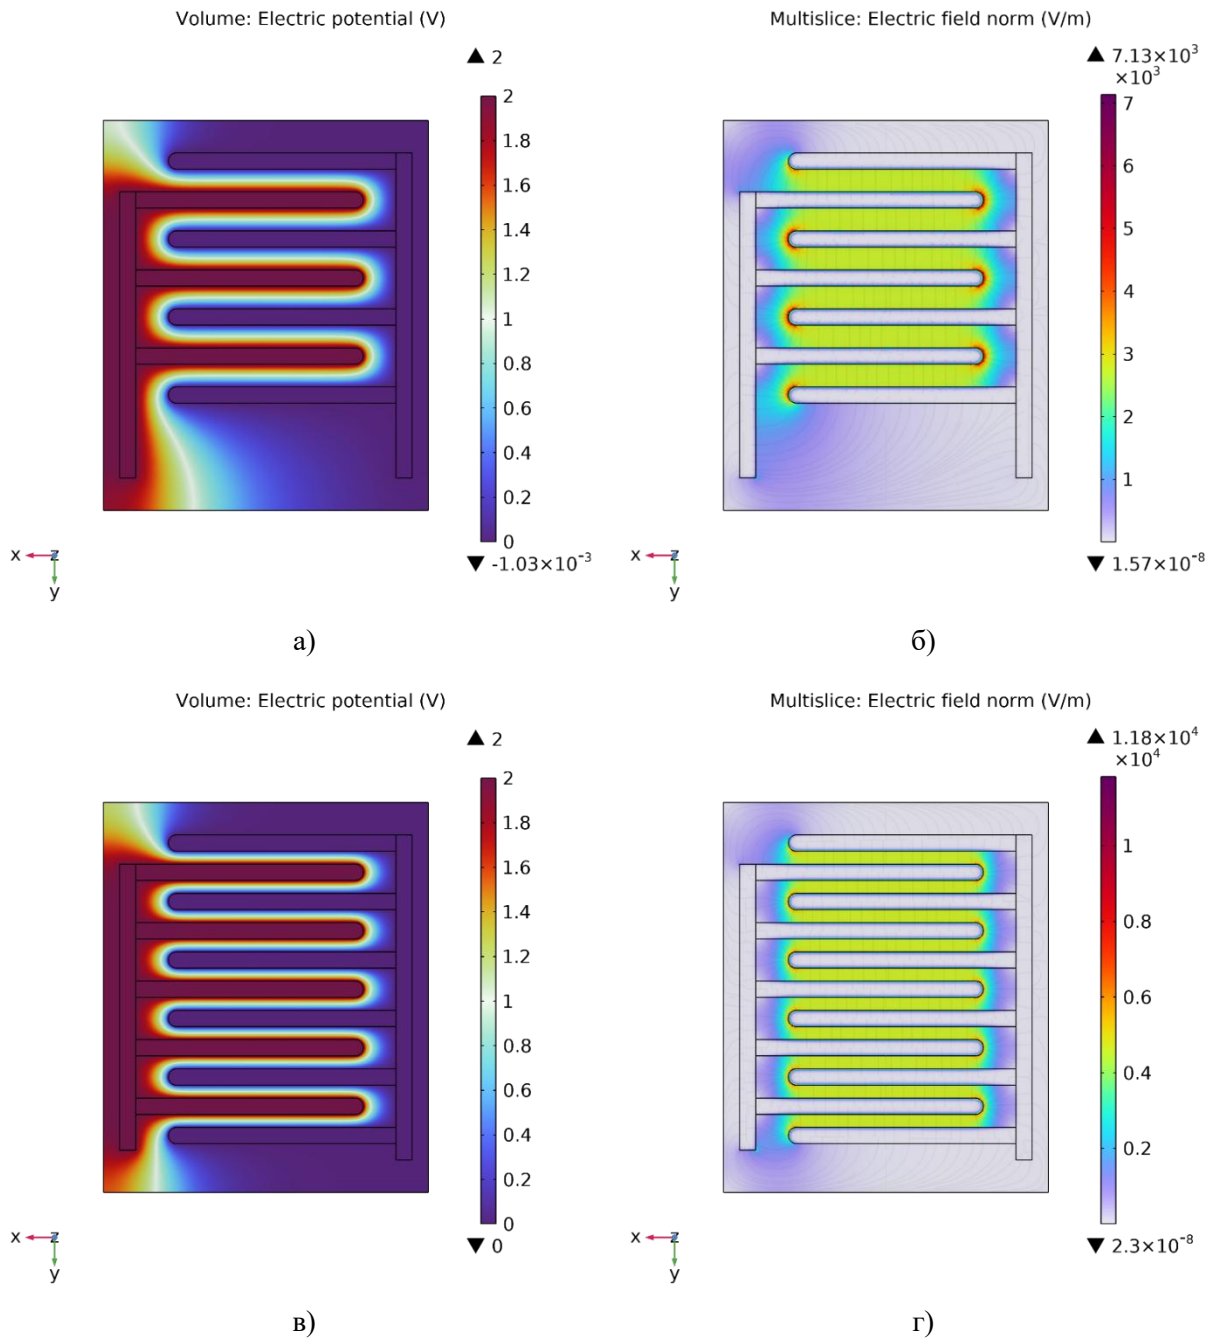 Volume: Electric potential (V)
▲ 2
2
1.8
1.6
1.4
1.2
1
0.8
0.6
0.4
0.2
0
▼ -1.03×10⁻³
x z
y
а)
Multislice: Electric field norm (V/m)
▲ 7.13×10³
×10³
7
6
5
4
3
2
1
▼ 1.57×10⁻⁸
x z
y
б)
Volume: Electric potential (V)
▲ 2
2
1.8
1.6
1.4
1.2
1
0.8
0.6
0.4
0.2
0
▼ 0
x z
y
в)
Multislice: Electric field norm (V/m)
▲ 1.18×10⁴
×10⁴
1
0.8
0.6
0.4
0.2
▼ 2.3×10⁻⁸
x z
y
г)